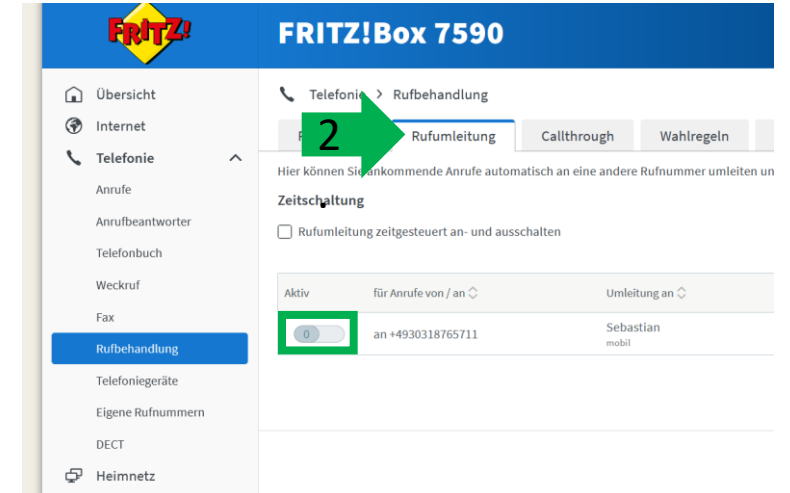 FRITZ!
FRITZ!Box 7590
Übersicht
Internet
Telefonie
Anrufe
Anrufbeantworter
Telefonbuch
Weckruf
Fax
Rufbehandlung
Telefoniegeräte
Eigene Rufnummern
DECT
Heimnetz
Telefonie > Rufbehandlung
2
Rufumleitung
Callthrough
Wahlregeln
Hier können Sie ankommende Anrufe automatisch an eine andere Rufnummer umleiten un
Zeitschaltung
Rufumleitung zeitgesteuert an- und ausschalten
Aktiv für Anrufe von / an Umleitung an
0 an +4930318765711 Sebastian
mobil